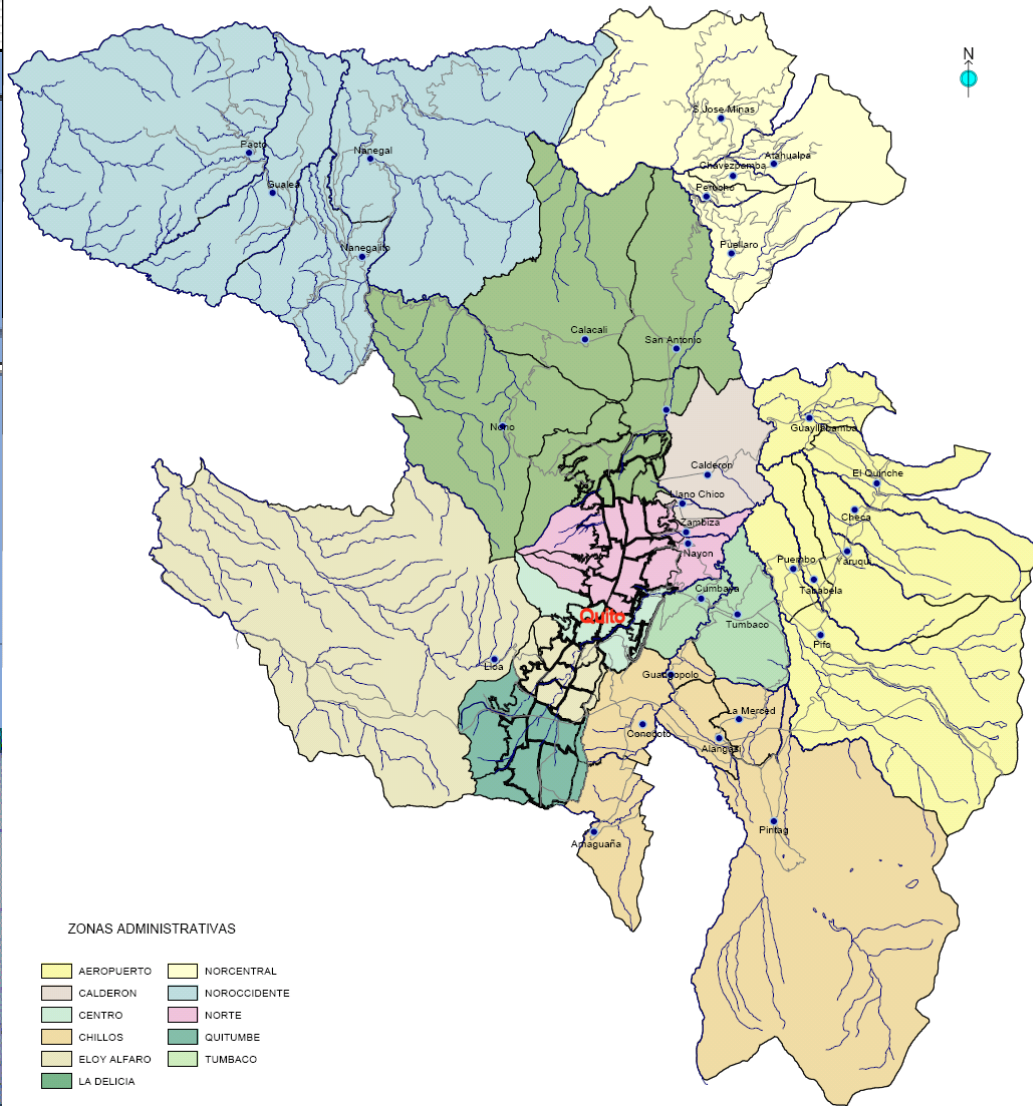 N
S Jose Minas
Atahualpa
Chavezpamba
Perucho
Puellaro
Pacto
Nanegal
Gualea
Nanegalito
Calacali
San Antonio
Nono
Guayllabamba
Calderon
El Quinche
Llano Chico
Checa
Zambiza
Nayon
Yaruqui
Puembo
Tababela
Cumbaya
Quito
Tumbaco
Pifo
Lloa
Guangopolo
La Merced
Conocoto
Alangasi
Pintag
Amaguaña
ZONAS ADMINISTRATIVAS
AEROPUERTO
CALDERON
CENTRO
CHILLOS
ELOY ALFARO
LA DELICIA
NORCENTRAL
NOROCCIDENTE
NORTE
QUITUMBE
TUMBACO